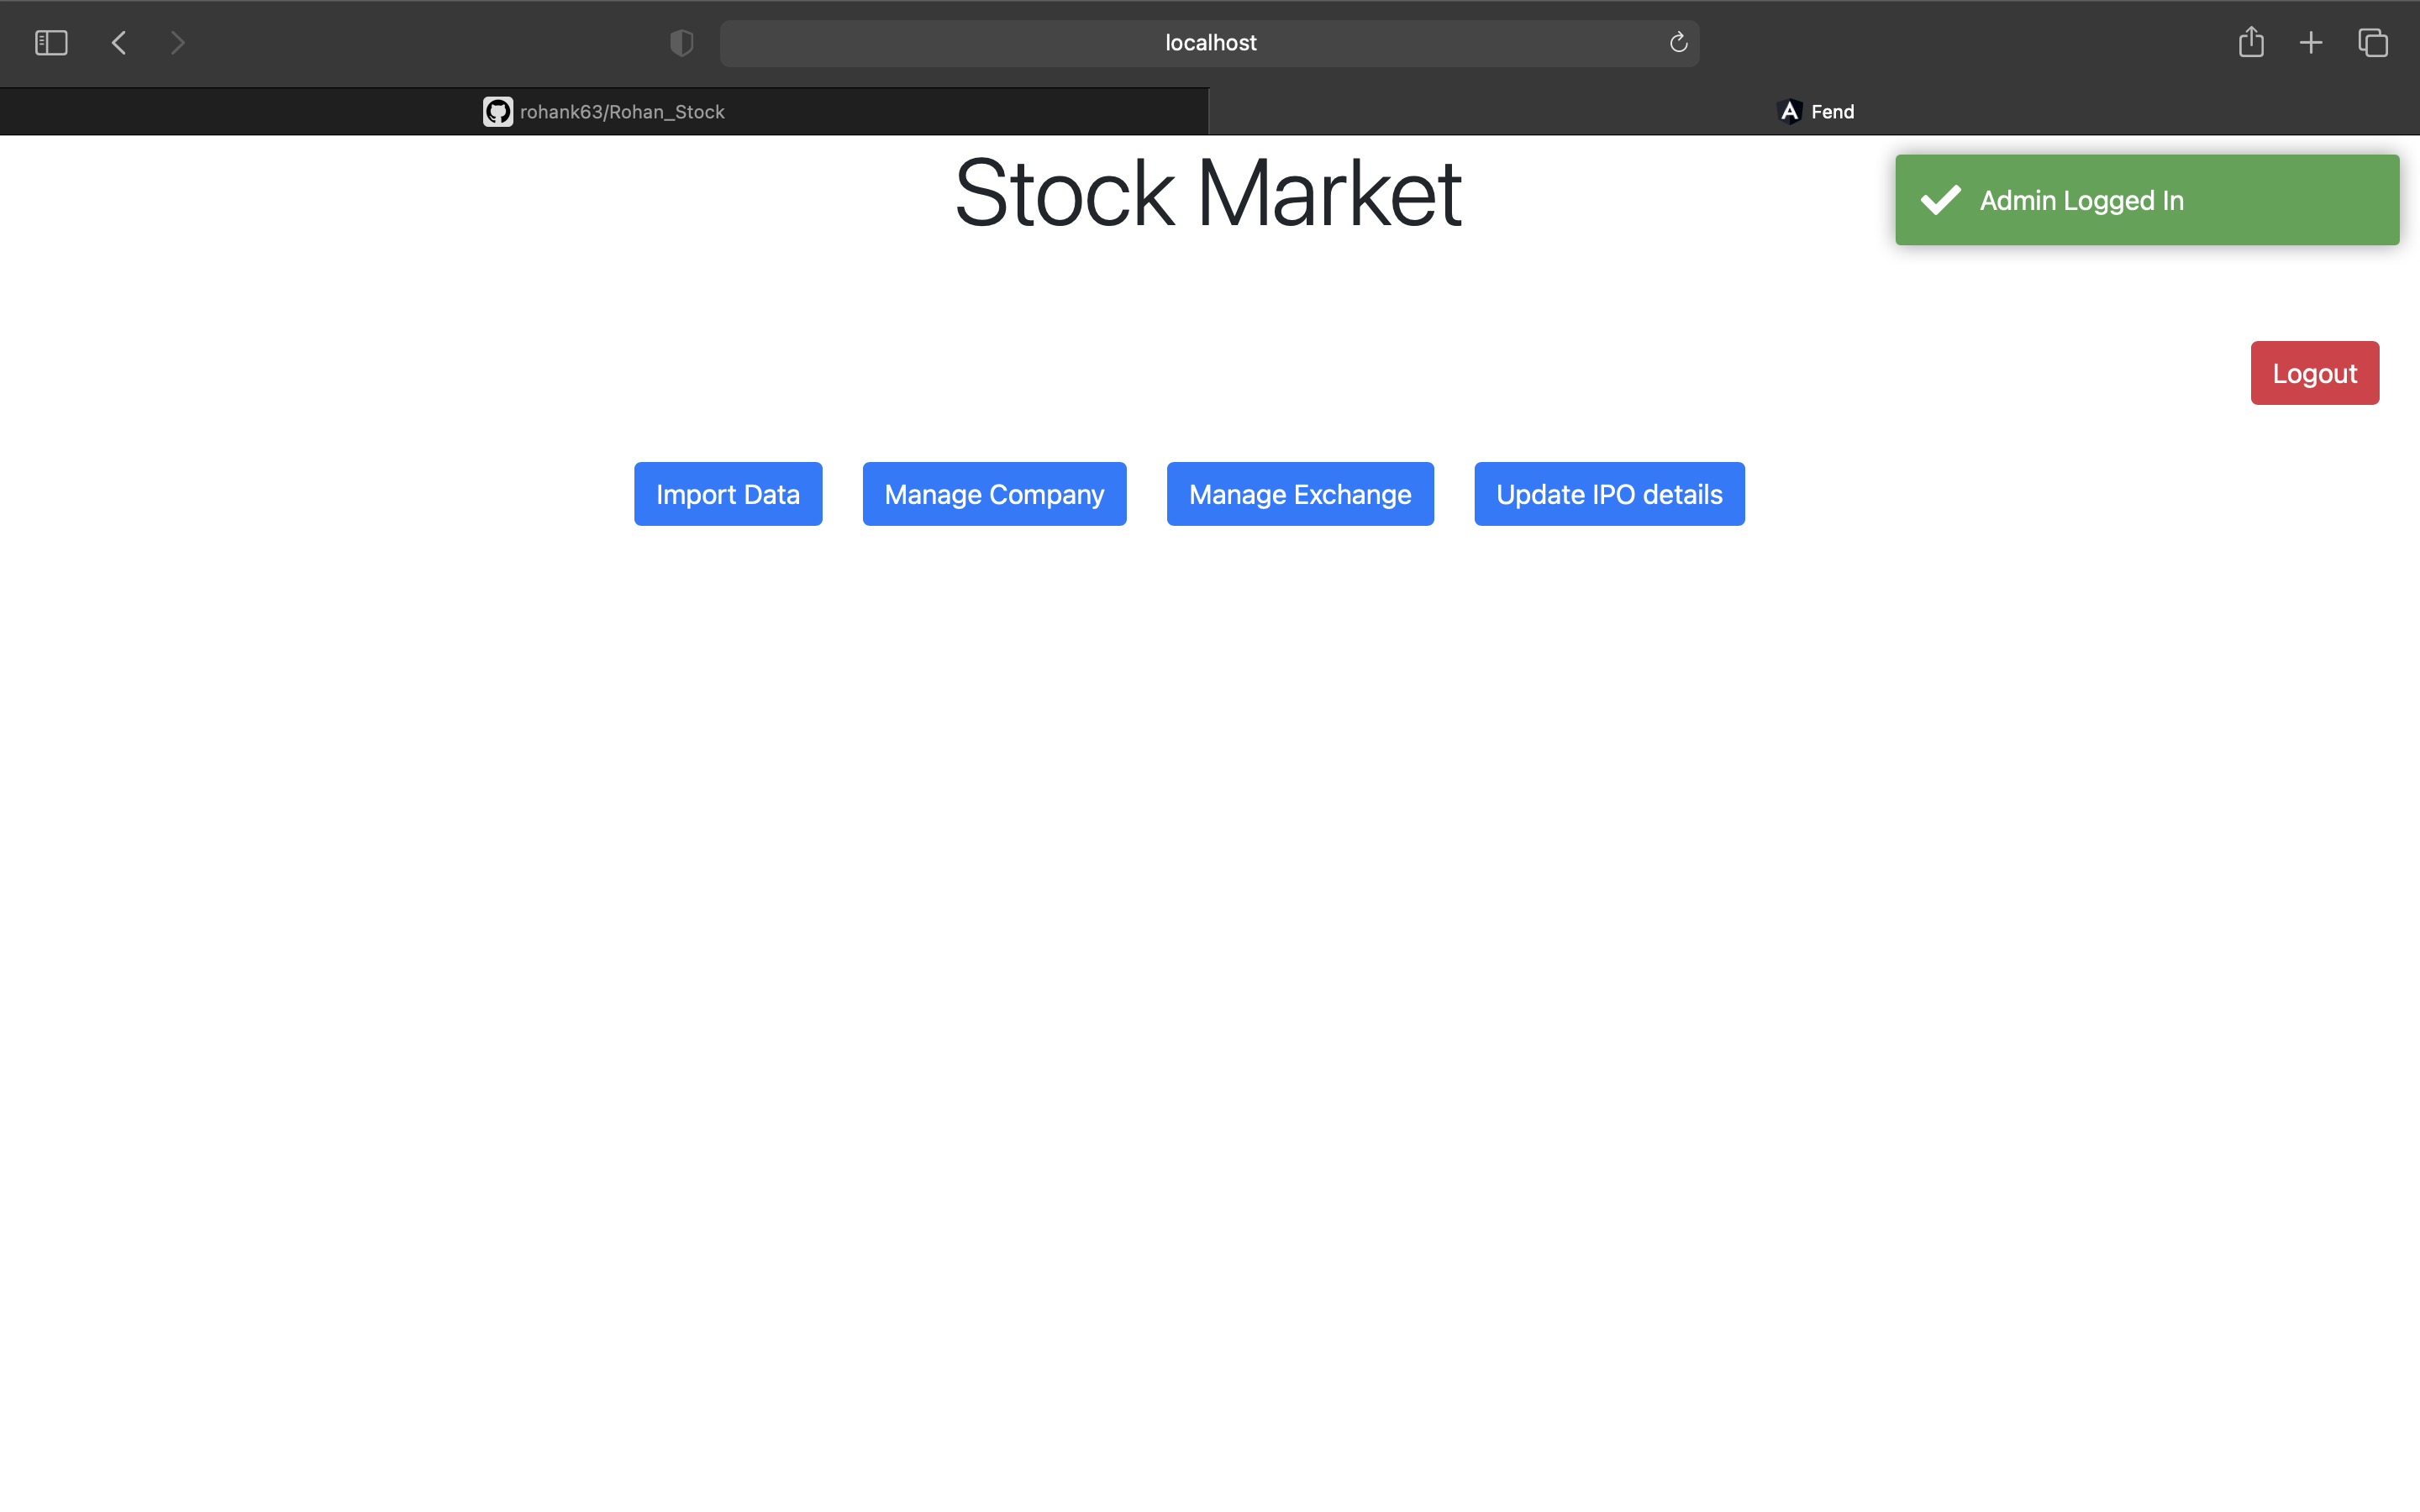 localhost
rohank63/Rohan_Stock
Fend
Stock Market
Admin Logged In
Logout
Import Data
Manage Company
Manage Exchange
Update IPO details